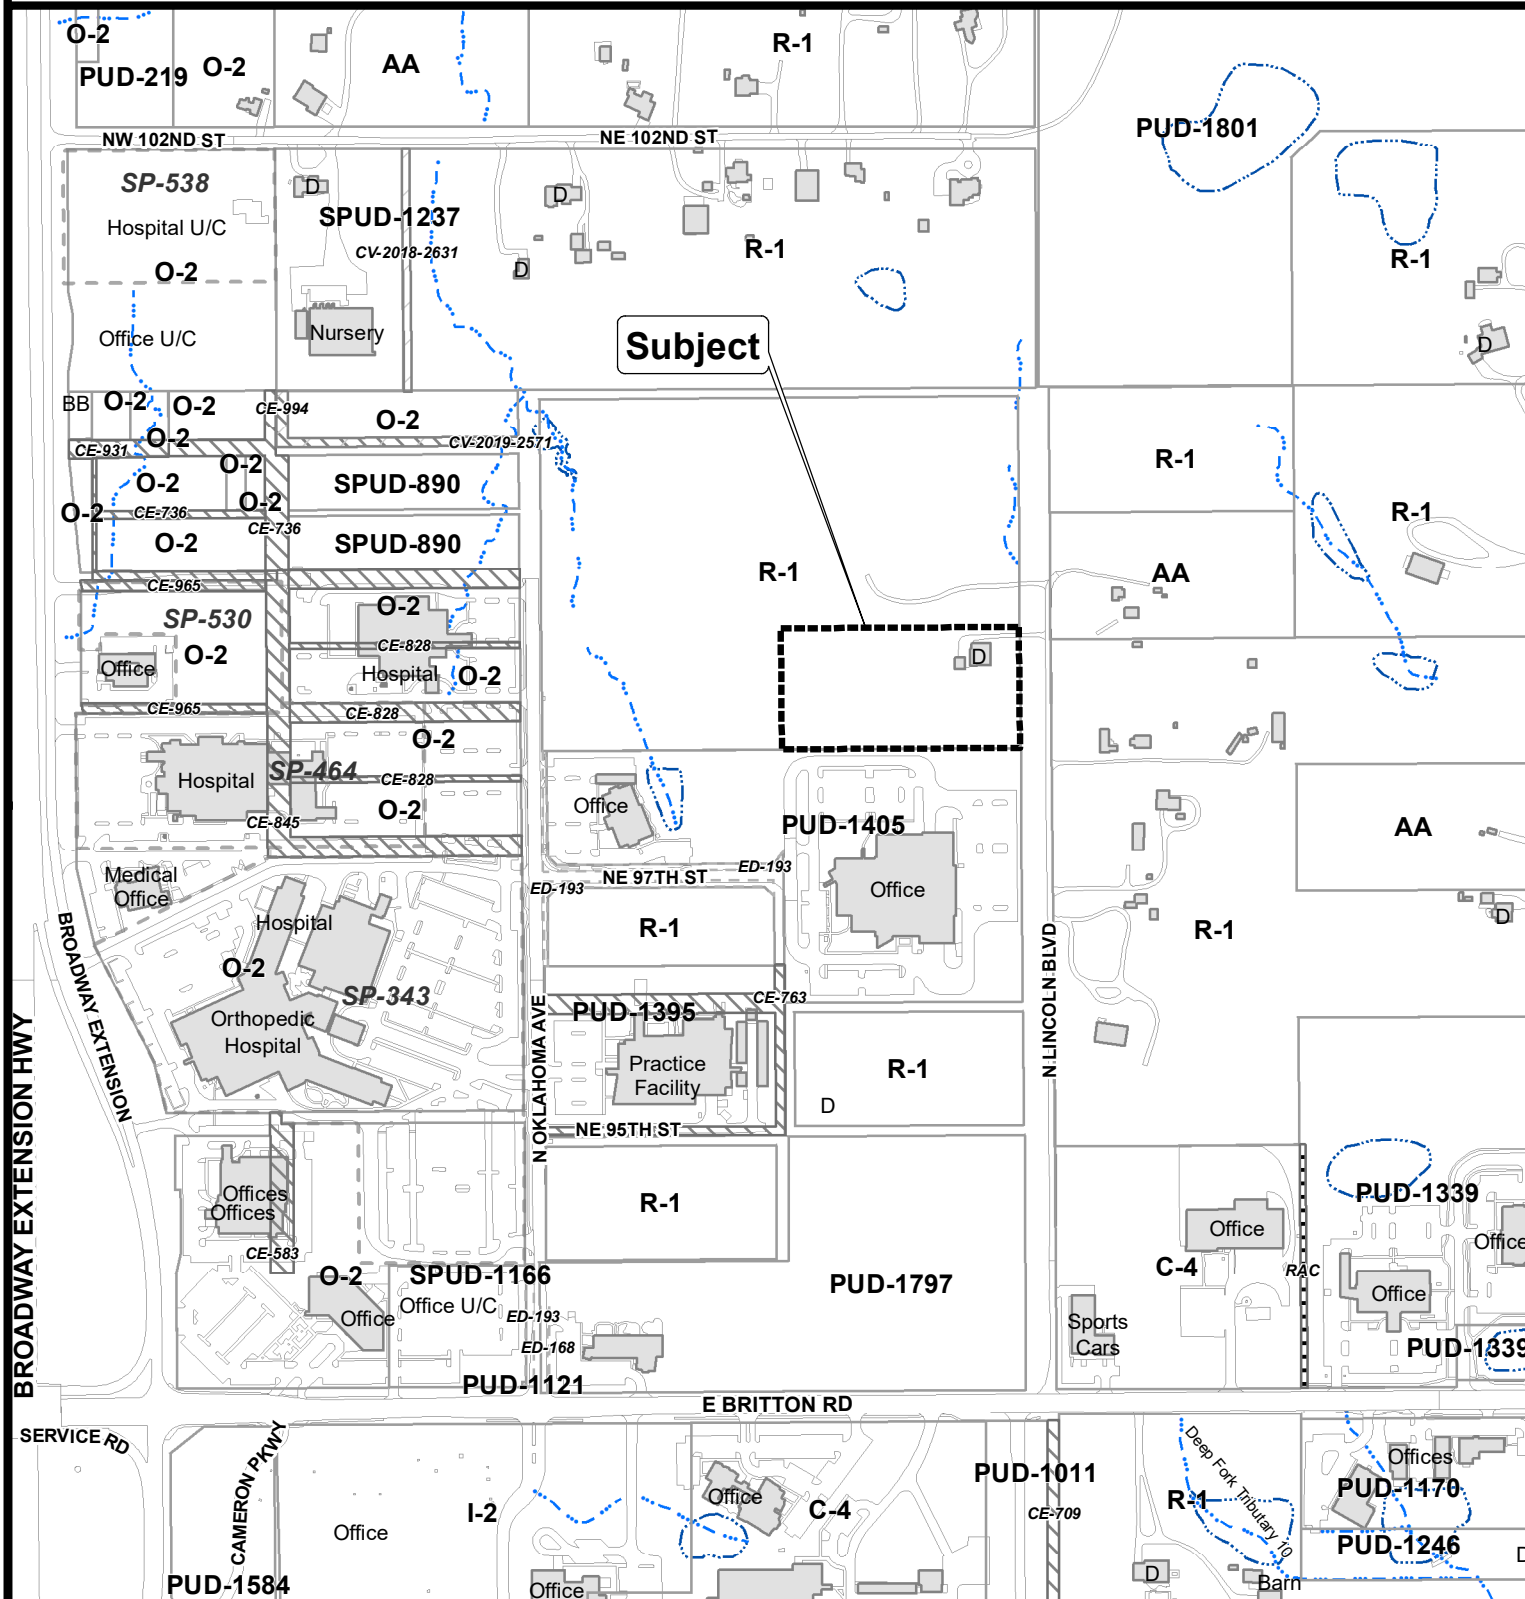 O-2
PUD-219
O-2
AA
R-1
PUD-1801
NW 102ND ST
NE 102ND ST
SP-538
Hospital U/C
O-2
D
SPUD-1237
CV-2018-2631
D
D
R-1
R-1
Office U/C
Nursery
Subject
D
BB
O-2
O-2
CE-994
O-2
O-2
CE-931
CV-2019-2571
O-2
O-2
SPUD-890
R-1
O-2
O-2
CE-736
CE-736
R-1
O-2
SPUD-890
R-1
AA
CE-965
SP-530
O-2
CE-828
O-2
Office
Hospital
O-2
D
CE-965
CE-828
O-2
SP-464
Hospital
CE-828
O-2
CE-845
Office
PUD-1405
AA
Medical
Office
ED-193
NE 97TH ST
ED-193
Office
D
Hospital
R-1
R-1
O-2
SP-343
CE-763
PUD-1395
Orthopedic
Hospital
Practice
Facility
R-1
D
BROADWAY EXTENSION
BROADWAY EXTENSION HWY
N OKLAHOMA AVE
N LINCOLN BLVD
NE 95TH ST
Offices
Offices
R-1
PUD-1339
Office
Office
CE-583
O-2
SPUD-1166
Office U/C
Office
ED-193
ED-168
PUD-1797
C-4
RAC
Office
Sports
Cars
PUD-1339
PUD-1121
E BRITTON RD
SERVICE RD
CAMERON PKWY
Office
I-2
Office
C-4
PUD-1011
CE-709
R-1
Deep Fork Tributary 10
Offices
PUD-1170
PUD-1246
D
PUD-1584
Office
D
Barn